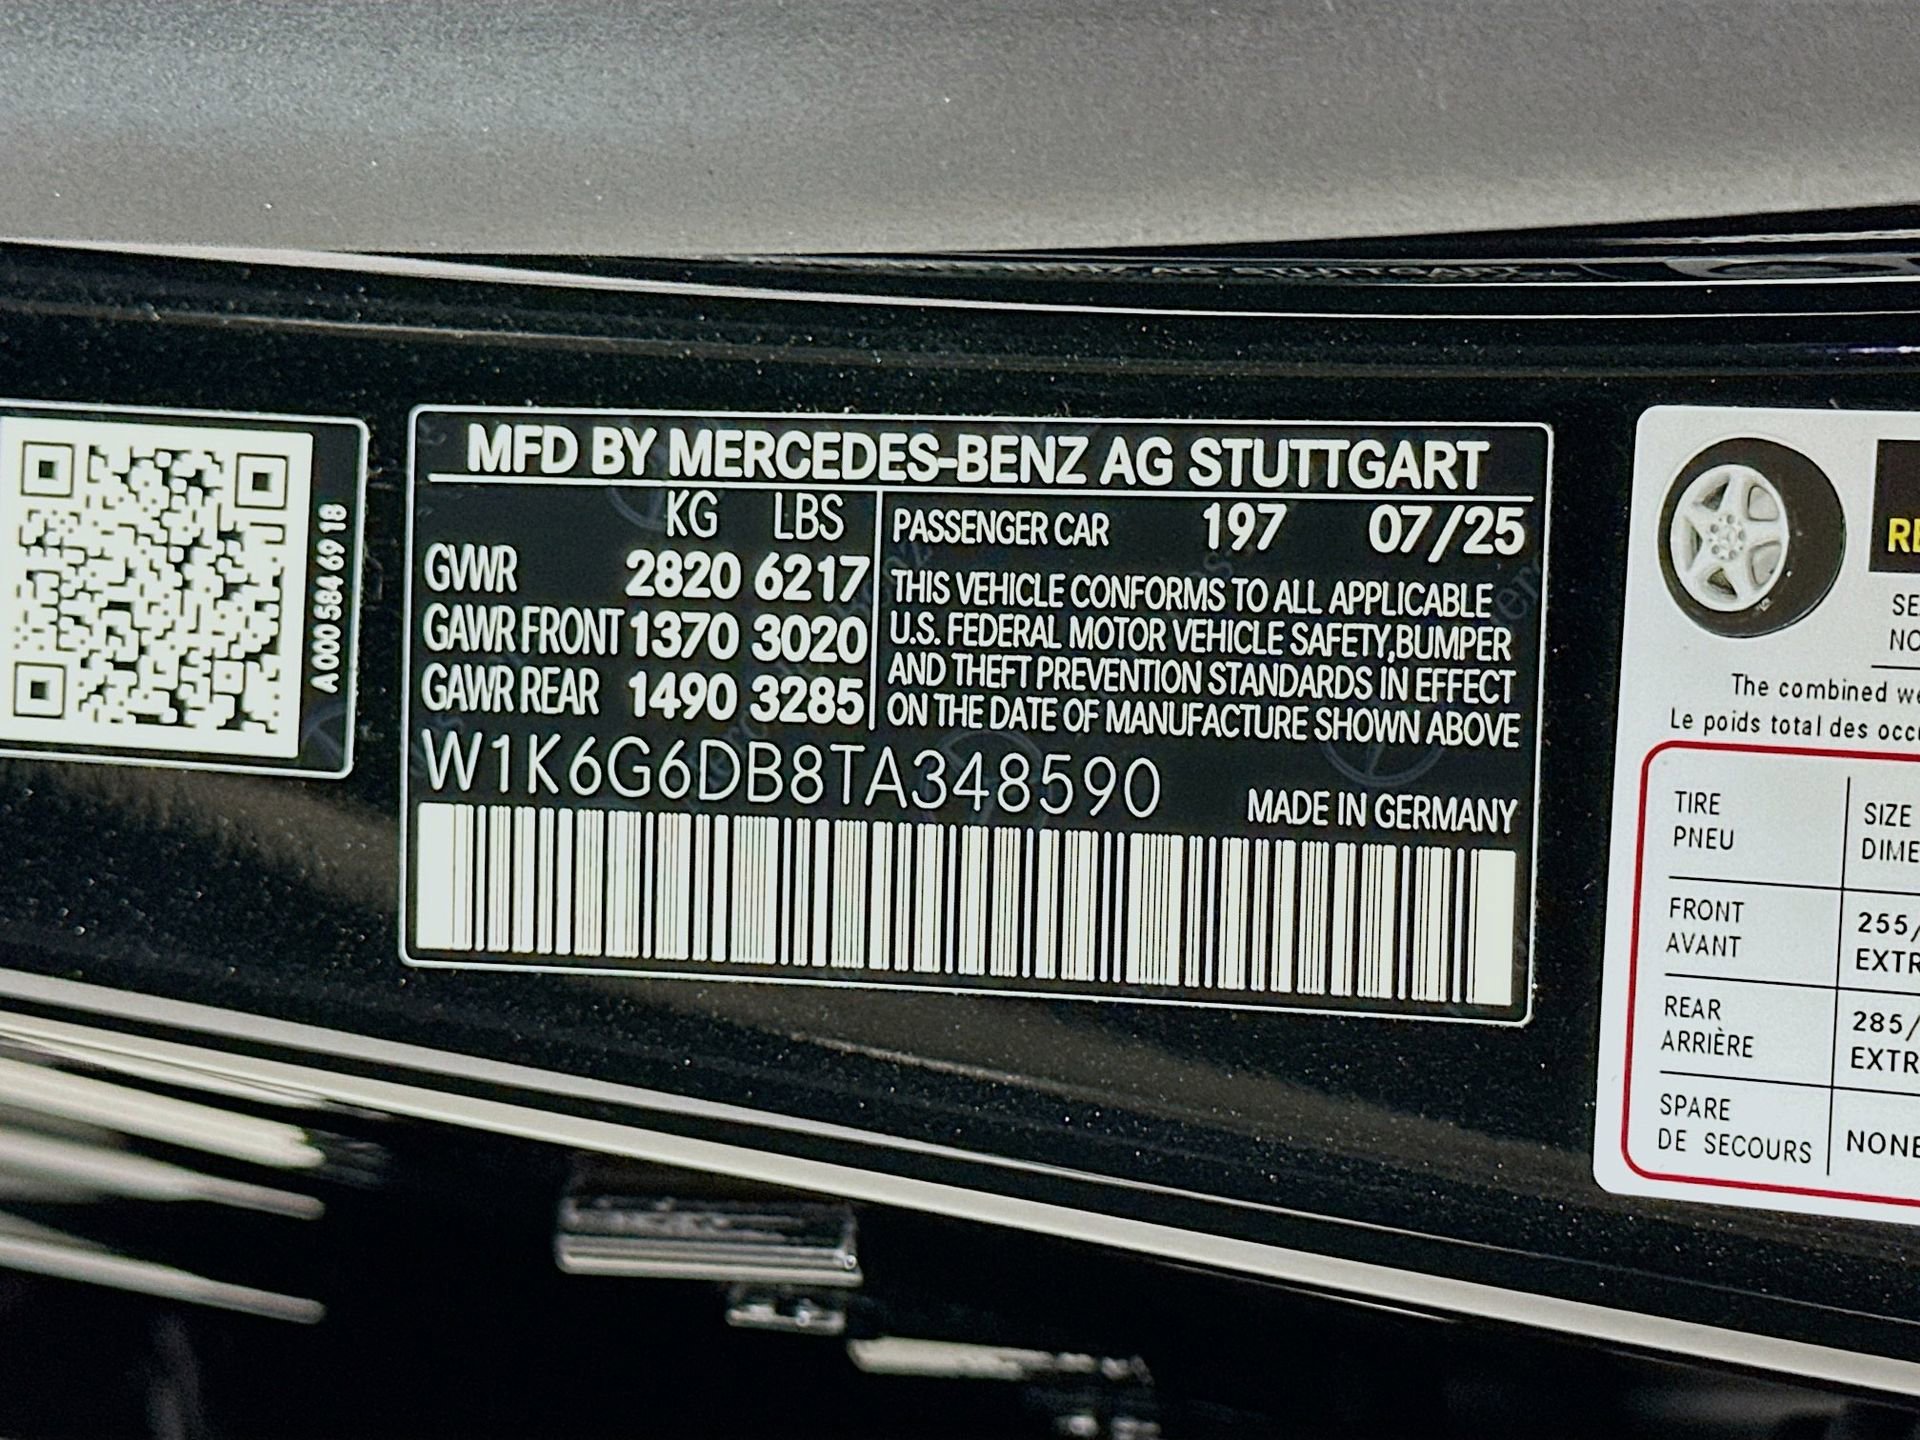 A 000 584 69 18
MFD BY MERCEDES-BENZ AG STUTTGART
KG LBS
GVWR 2820 6217
GAWR FRONT 1370 3020
GAWR REAR 1490 3285
PASSENGER CAR 197 07/25
THIS VEHICLE CONFORMS TO ALL APPLICABLE
U.S. FEDERAL MOTOR VEHICLE SAFETY,BUMPER
AND THEFT PREVENTION STANDARDS IN EFFECT
ON THE DATE OF MANUFACTURE SHOWN ABOVE
W1K6G6DB8TA348590
MADE IN GERMANY
The combined
Le poids total des
TIRE SIZE
PNEU
FRONT 255/
AVANT
REAR 285/
ARRIÈRE
SPARE
DE SECOURS NONE